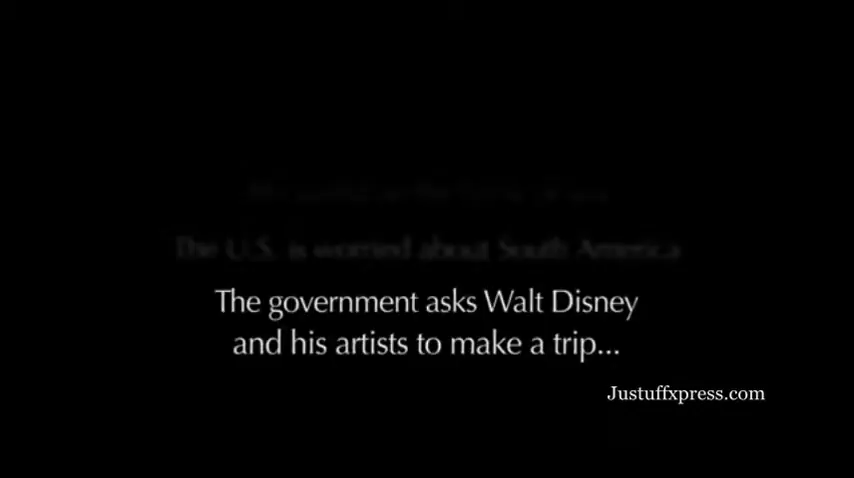 The U.S. is worried about South America
The government asks Walt Disney
and his artists to make a trip...
Justuffxpress.com